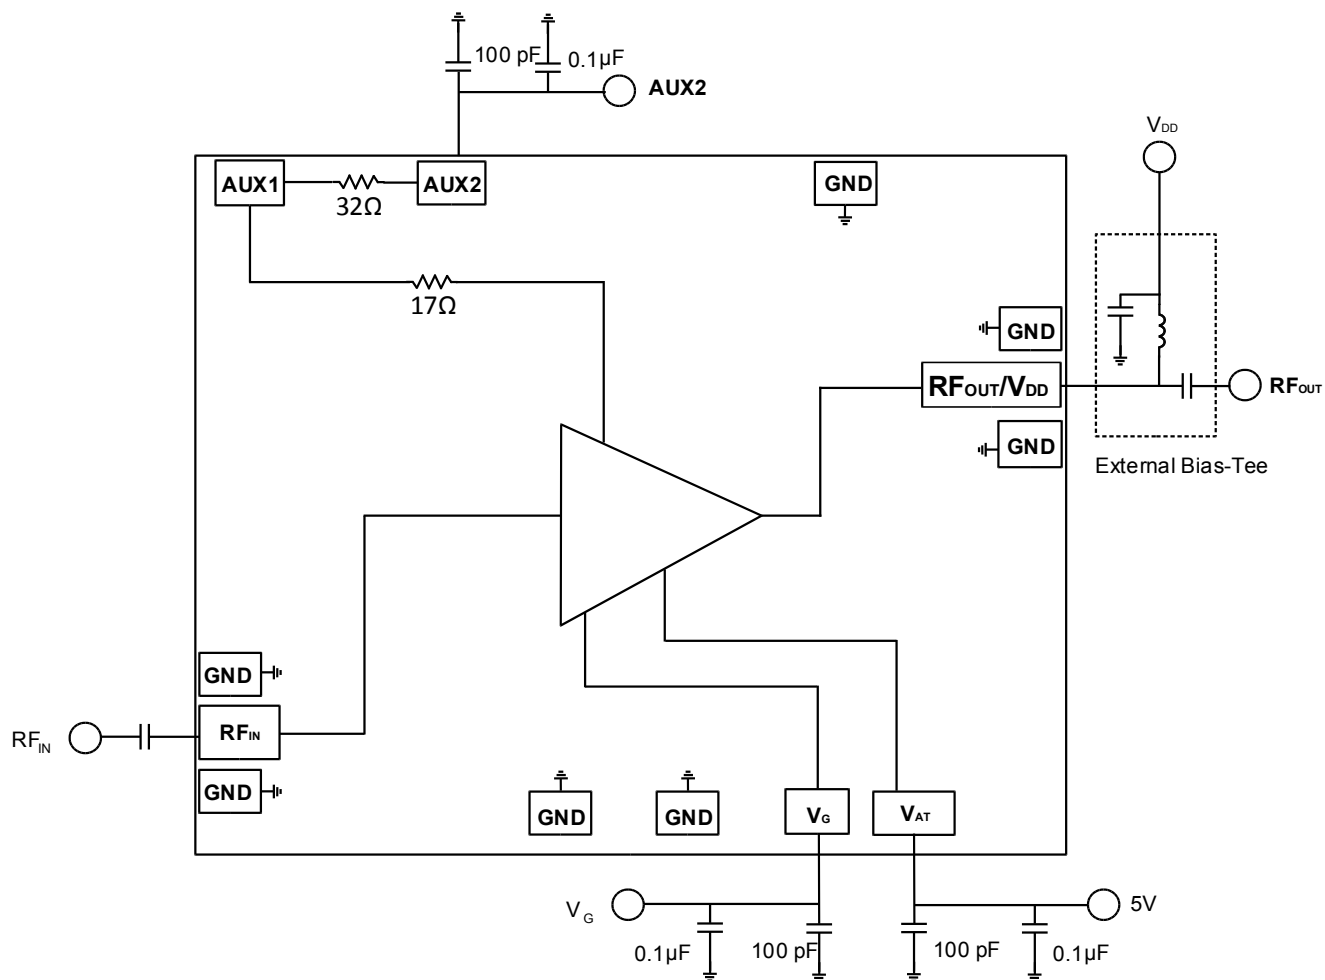 100 pF
0.1µF
AUX2
VDD
AUX1
AUX2
GND
32Ω
17Ω
GND
RFOUT/VDD
RFOUT
GND
External Bias-Tee
GND
RFIN
RFIN
GND
GND
GND
VG
VAT
VG
5V
0.1µF
100 pF
100 pF
0.1µF